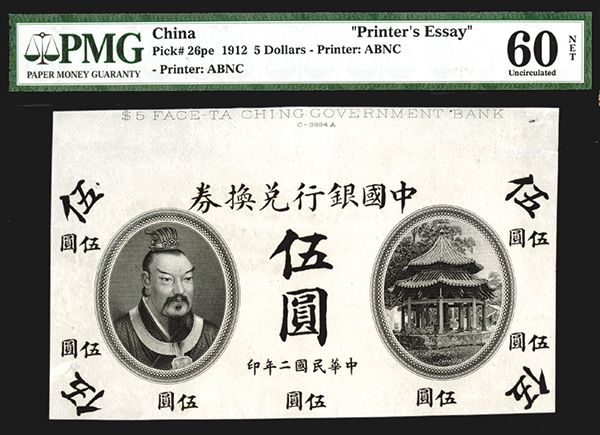 PMG
PAPER MONEY GUARANTY
China "Printer's Essay"
Pick# 26pe 1912 5 Dollars - Printer: ABNC
- Printer: ABNC
60
NET
Uncirculated
$5 FACE-TA CHING GOVERNMENT BANK
C-3984 A
中國銀行兌換券
伍
伍
伍圓
伍圓
伍圓
伍圓
伍圓
中華民國二年印
伍
伍
伍圓
伍圓
伍圓